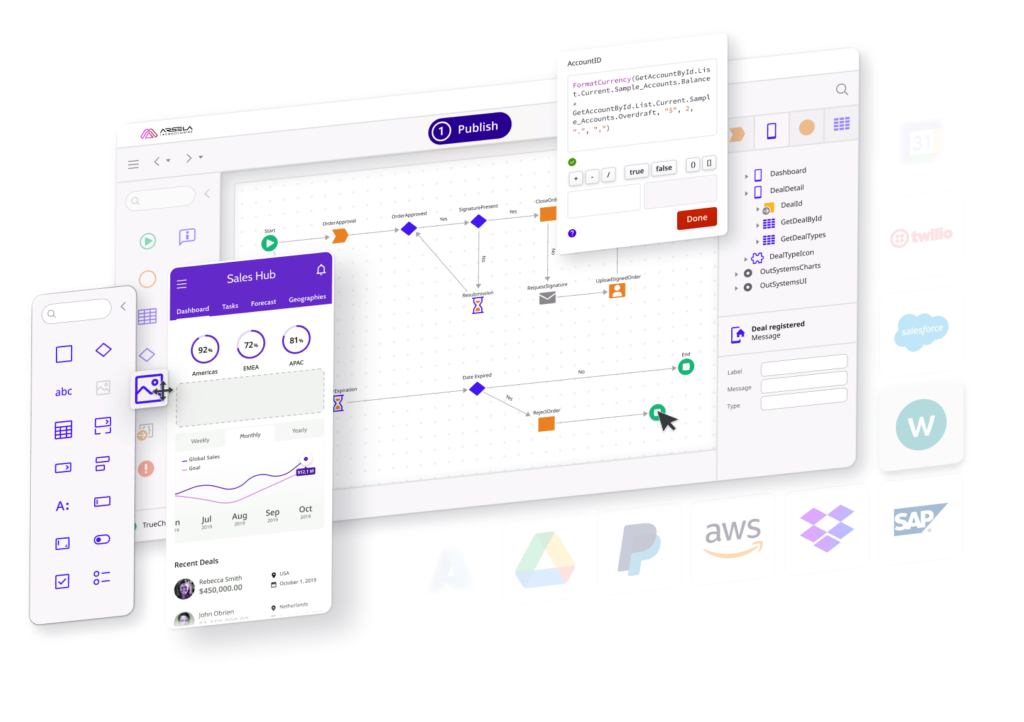 AccountID
FormatCurrency(GetAccountById.Lis
t.Current.Sample_Accounts.Balance
+
GetAccountById.List.Current.Sampl
e_Accounts.Overdraft, "$", 2,
".", ",")
+ - / true false () []
Done
?
ARSELA
TECHNOLOGIES
1 Publish
Start
OrderApproval
OrderApproved
Yes
SignaturePresent
Yes
CloseOrd
No
No
Resubmission
RequestSignature
UploadSignedOrder
Expiration
Date Expired
No
End
Yes
RejectOrder
Dashboard
DealDetail
DealId
GetDealById
GetDealTypes
DealTypeIcon
OutSystemsCharts
OutSystemsUI
Deal registered
Message
Label
Message
Type
abc
A:
TrueCh
Sales Hub
Dashboard Tasks Forecast Geographies
92% 72% 81%
Americas EMEA APAC
Weekly Monthly Yearly
Global Sales
Goal
$12.1 M
n Jul Aug Sep Oct
2019 2019 2019 2019
Recent Deals
Rebecca Smith
$450,000.00
USA
October 1, 2019
John Obrien
Netherlands
31
twilio
salesforce
W
SAP
aws